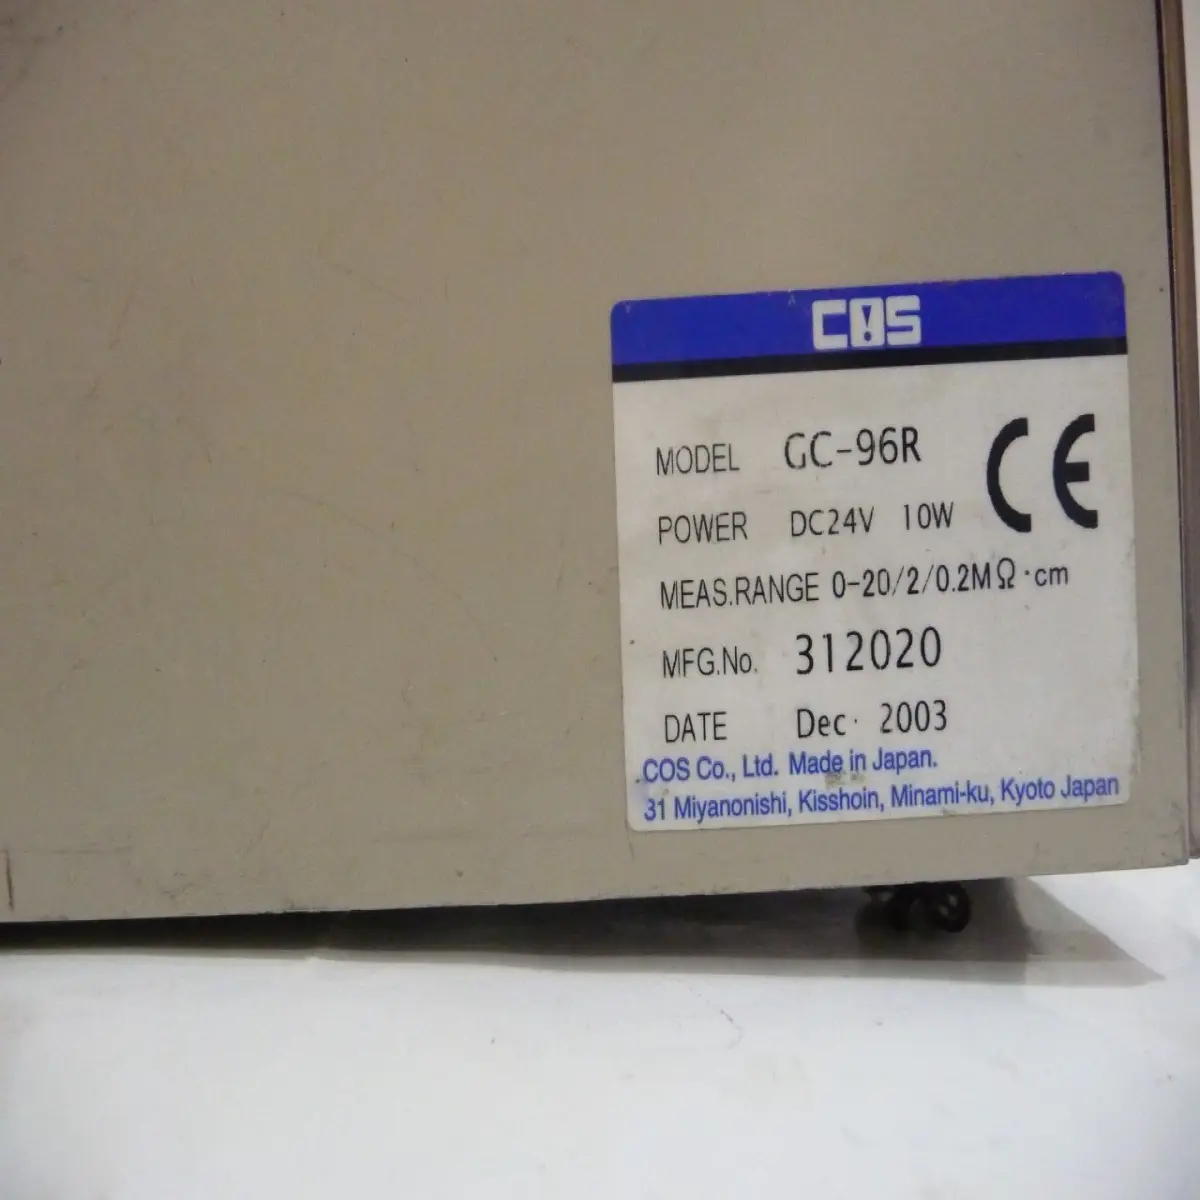 COS
MODEL GC-96R
CE
POWER DC24V 10W
MEAS.RANGE 0-20/2/0.2MΩ·cm
MFG.No. 312020
DATE Dec. 2003
COS Co., Ltd. Made in Japan.
31 Miyanonishi, Kisshoin, Minami-ku, Kyoto Japan